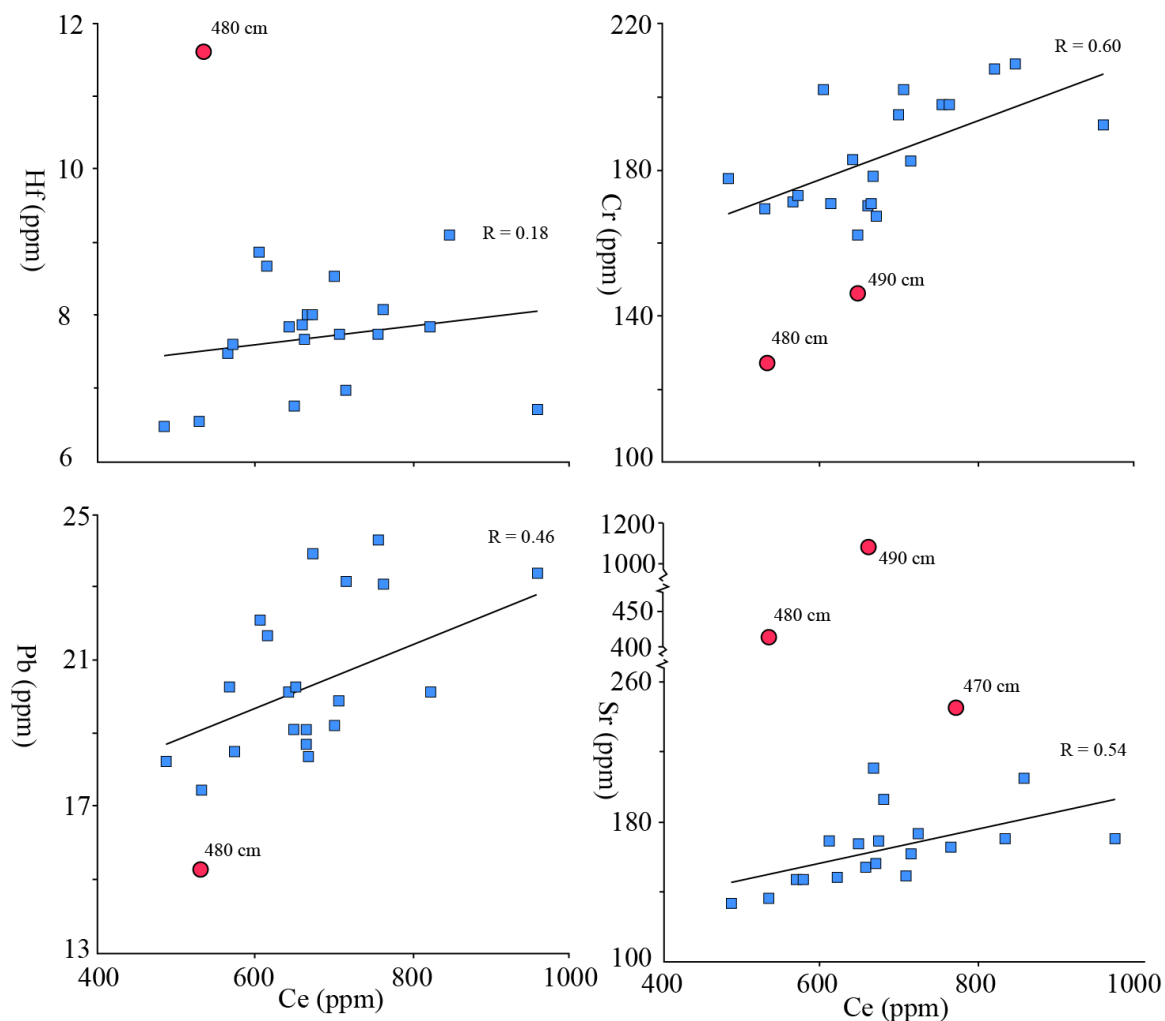 12
480 cm
10
Hf (ppm)
R = 0.18
8
6
220
R = 0.60
180
Cr (ppm)
490 cm
140
480 cm
100
25
R = 0.46
21
Pb (ppm)
17
480 cm
13
400
600
800
1000
Ce (ppm)
1200
1000
490 cm
450
480 cm
400
260
470 cm
Sr (ppm)
R = 0.54
180
100
400
600
800
1000
Ce (ppm)